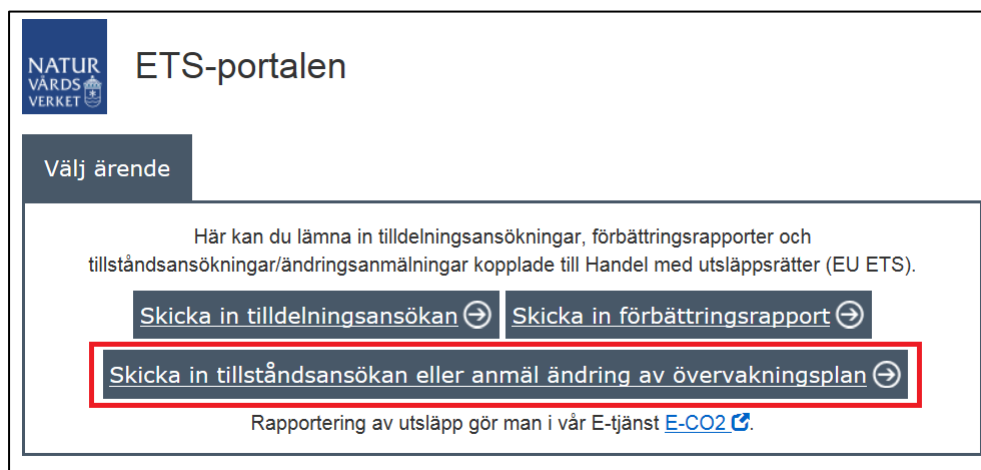 NATUR
VÅRDS
VERKET
ETS-portalen
Välj ärende
Här kan du lämna in tilldelningsansökningar, förbättringsrapporter och
tillståndsansökningar/ändringsanmälningar kopplade till Handel med utsläppsrätter (EU ETS).
Skicka in tilldelningsansökan Skicka in förbättringsrapport
Skicka in tillståndsansökan eller anmäl ändring av övervakningsplan
Rapportering av utsläpp gör man i vår E-tjänst E-CO2.